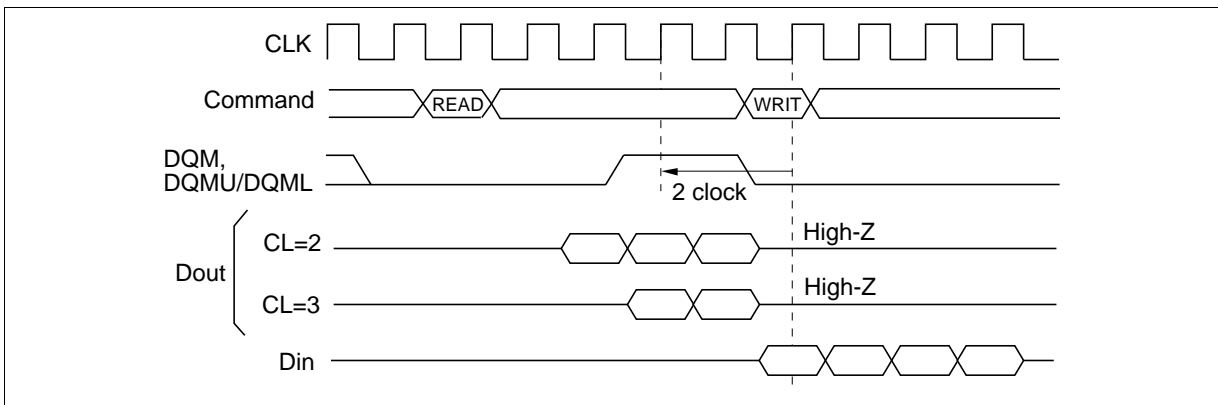 CLK
Command
READ
WRIT
DQM,
DQMU/DQML
2 clock
CL=2
High-Z
Dout
CL=3
High-Z
Din